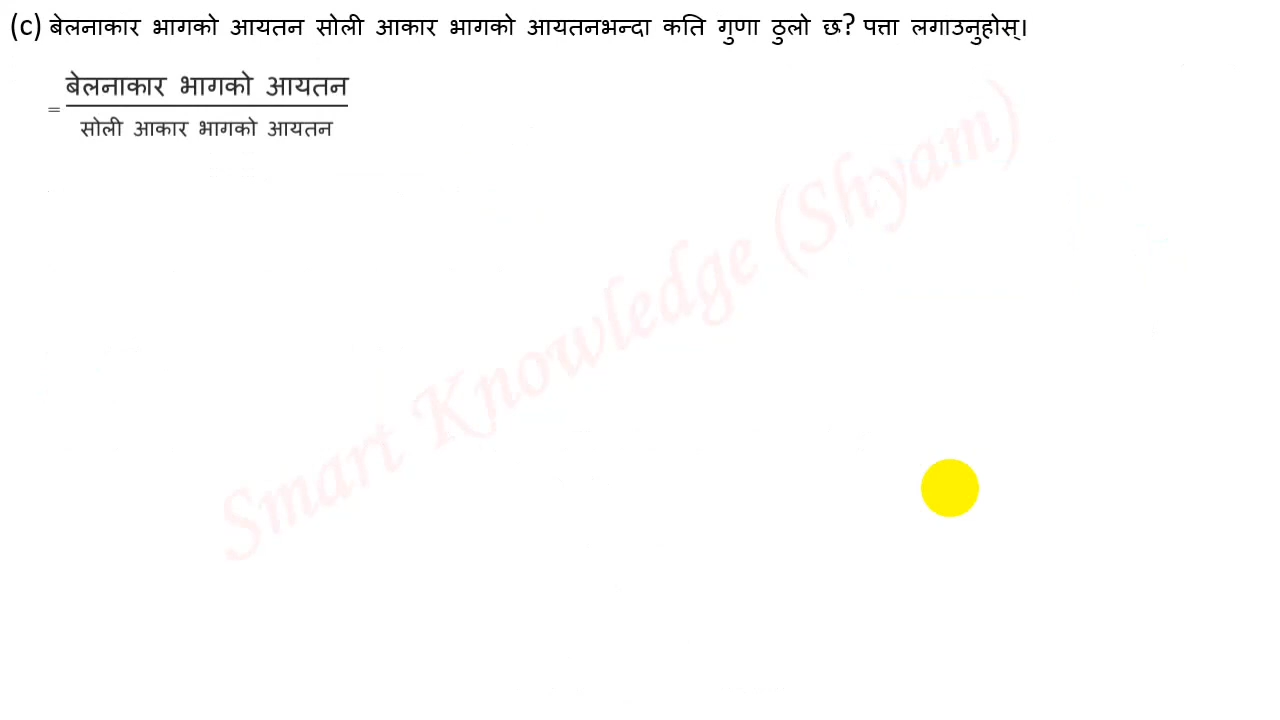 (c) बेलनाकार भागको आयतन सोली आकार भागको आयतनभन्दा कति गुणा ठुलो छ? पत्ता लगाउनुहोस्।
= बेलनाकार भागको आयतन
सोली आकार भागको आयतन
Smart Knowledge (Shyam)